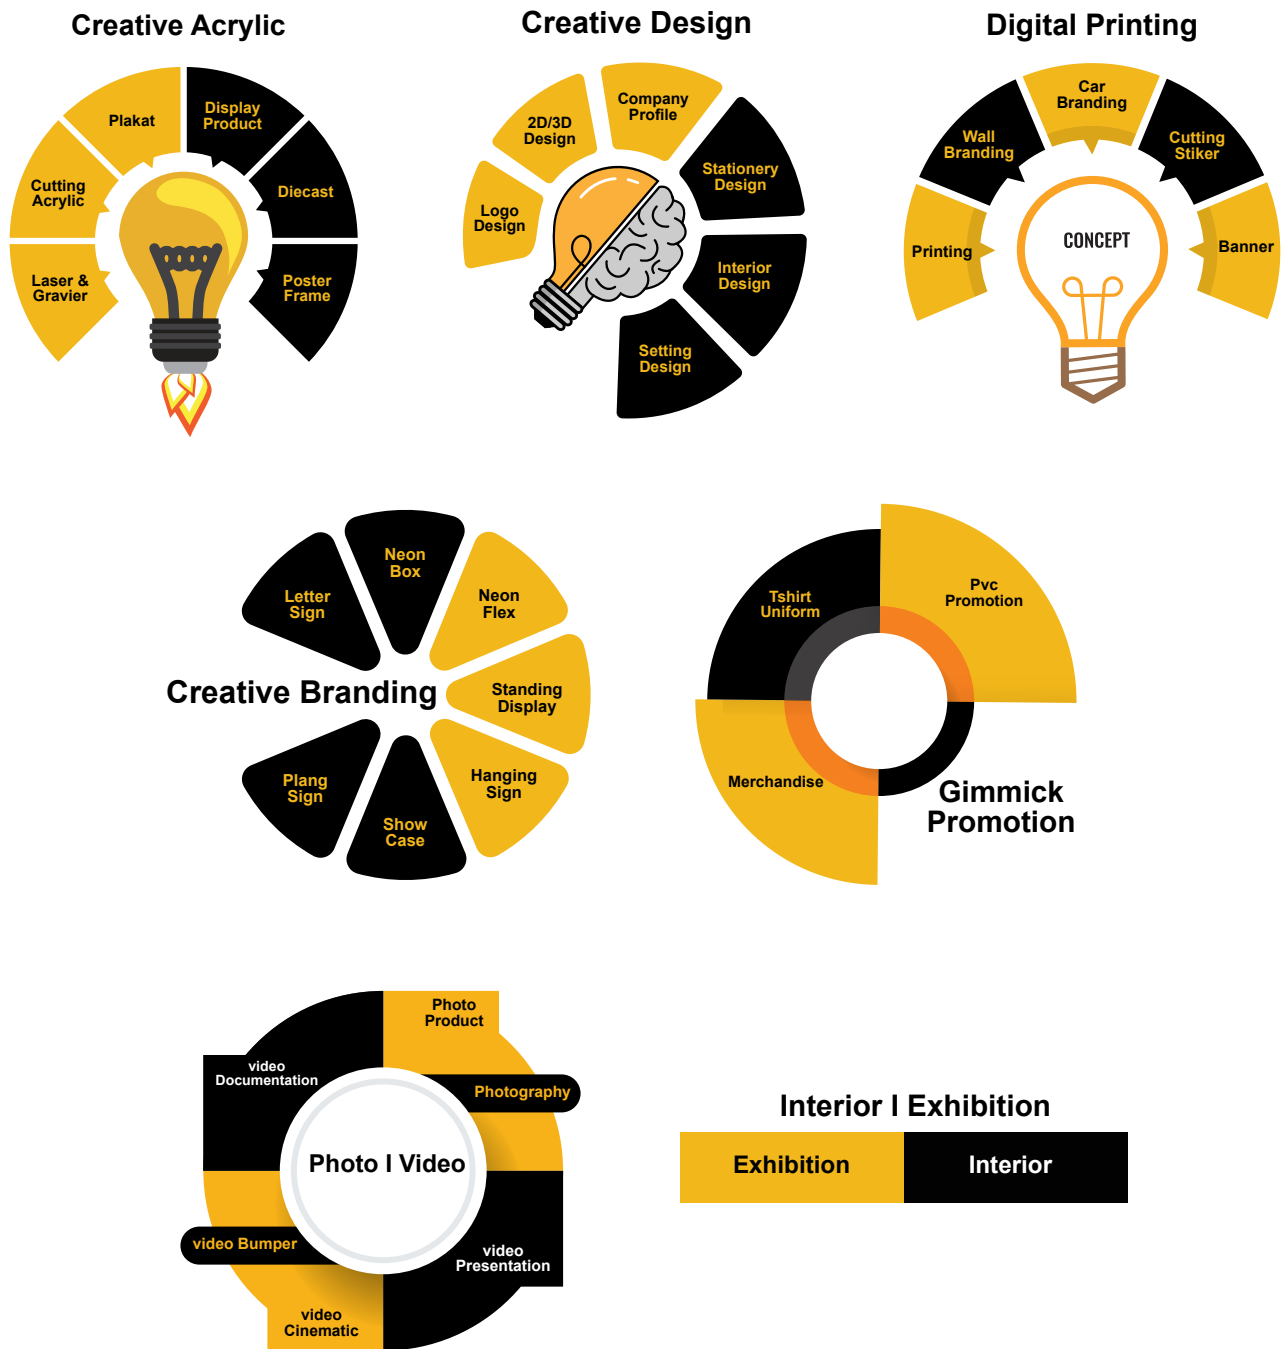 Creative Acrylic
Plakat
Display
Product
Cutting
Acrylic
Diecast
Laser &
Gravier
Poster
Frame
Creative Design
2D/3D
Design
Company
Profile
Logo
Design
Stationery
Design
Interior
Design
Setting
Design
Digital Printing
Car
Branding
Wall
Branding
Cutting
Stiker
Printing
CONCEPT
Banner
Neon
Box
Letter
Sign
Neon
Flex
Creative Branding
Standing
Display
Plang
Sign
Hanging
Sign
Show
Case
Tshirt
Uniform
Pvc
Promotion
Merchandise
Gimmick
Promotion
Photo
Product
video
Documentation
Photography
Photo I Video
video Bumper
video
Presentation
video
Cinematic
Interior I Exhibition
Exhibition
Interior